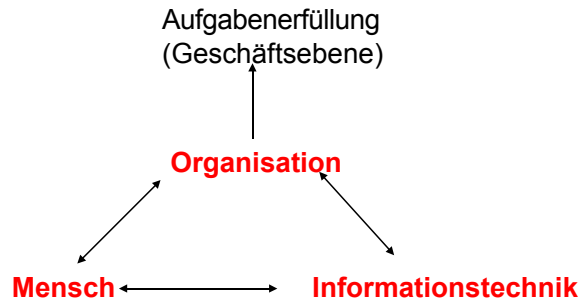 Aufgabenerfüllung
(Geschäftsebene)
Organisation
Mensch
Informationstechnik